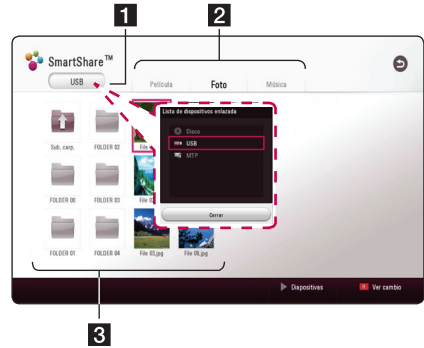 1
2
SmartShare™
USB
Película
Foto
Música
Lista de dispositivos enlazada
Disco
USB
MTP
Cerrar
Sub. carp.
FOLDER 02
FOLDER 00
FOLDER 03
FOLDER 01
FOLDER 04
File 03.jpg
File 06.jpg
Diapositivas
Ver cambio
3